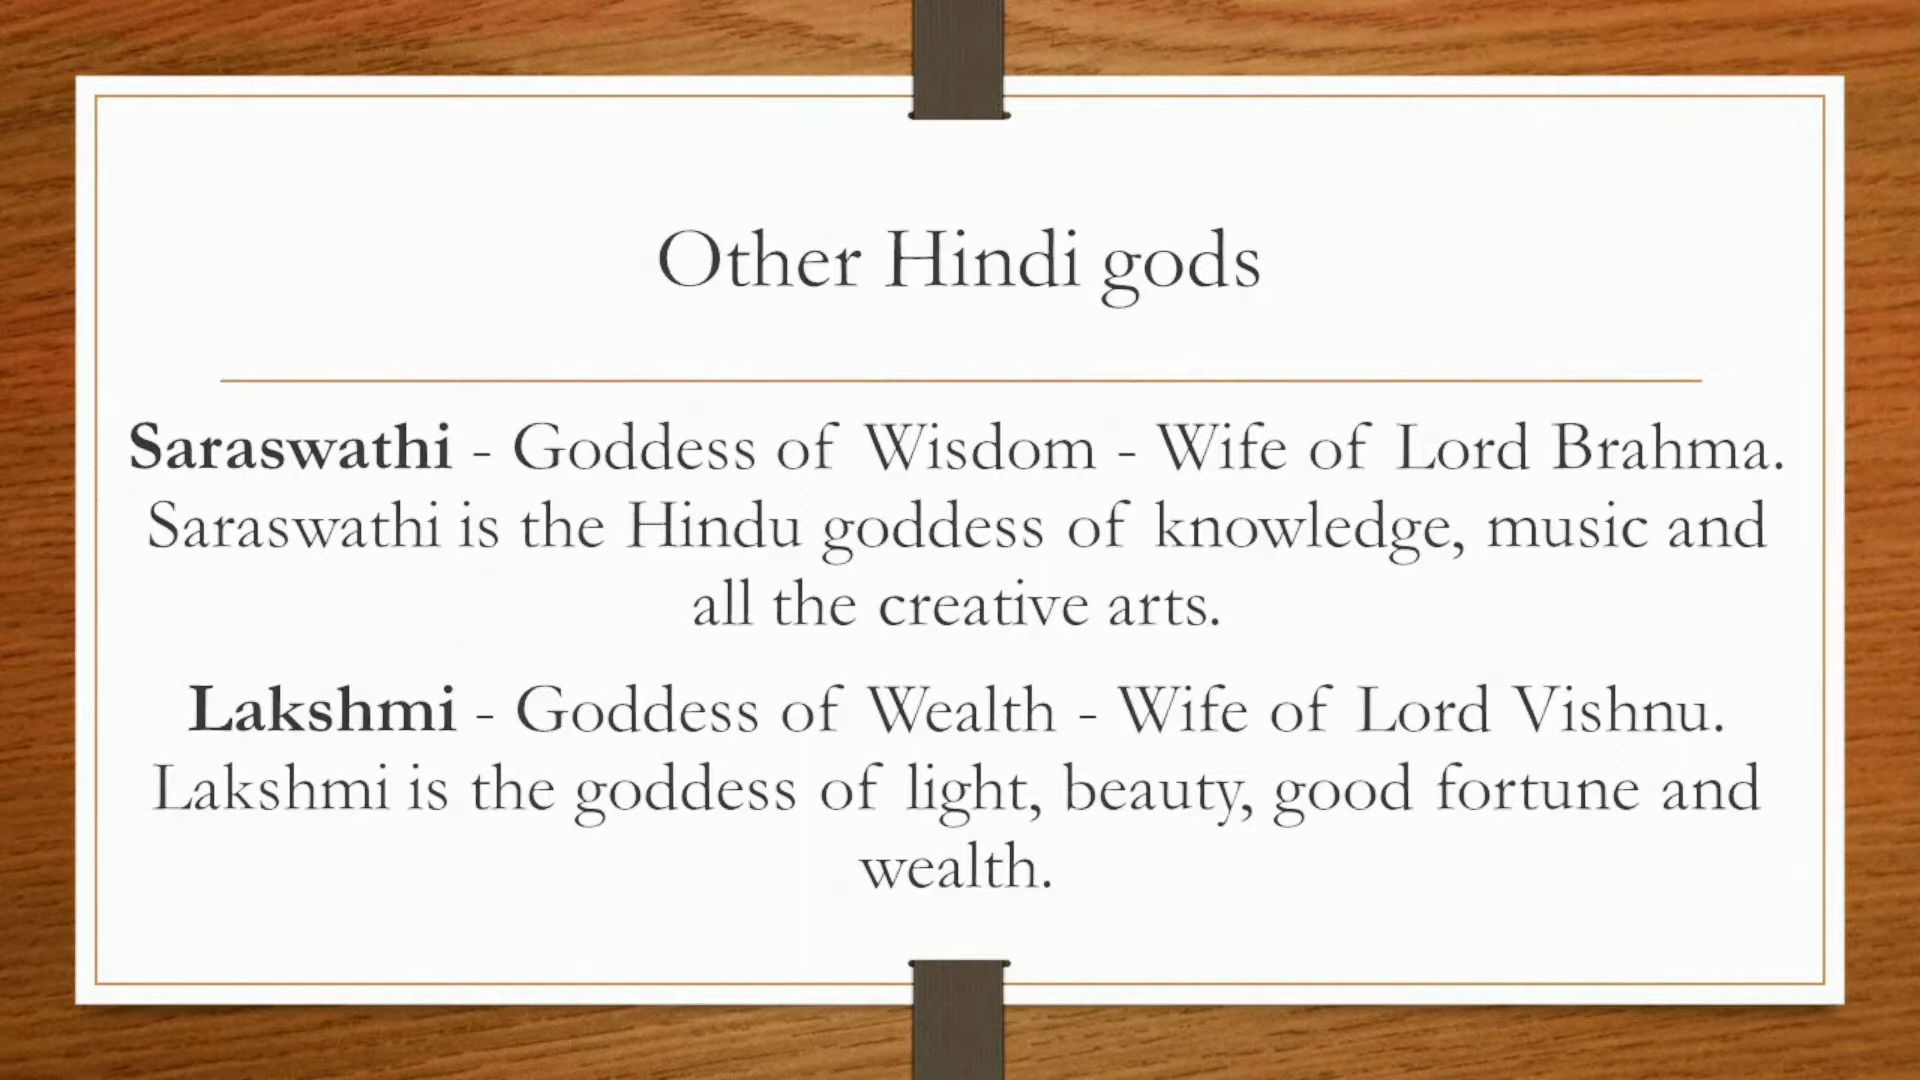 Other Hindi gods
Saraswathi - Goddess of Wisdom - Wife of Lord Brahma.
Saraswathi is the Hindu goddess of knowledge, music and
all the creative arts.
Lakshmi - Goddess of Wealth - Wife of Lord Vishnu.
Lakshmi is the goddess of light, beauty, good fortune and
wealth.